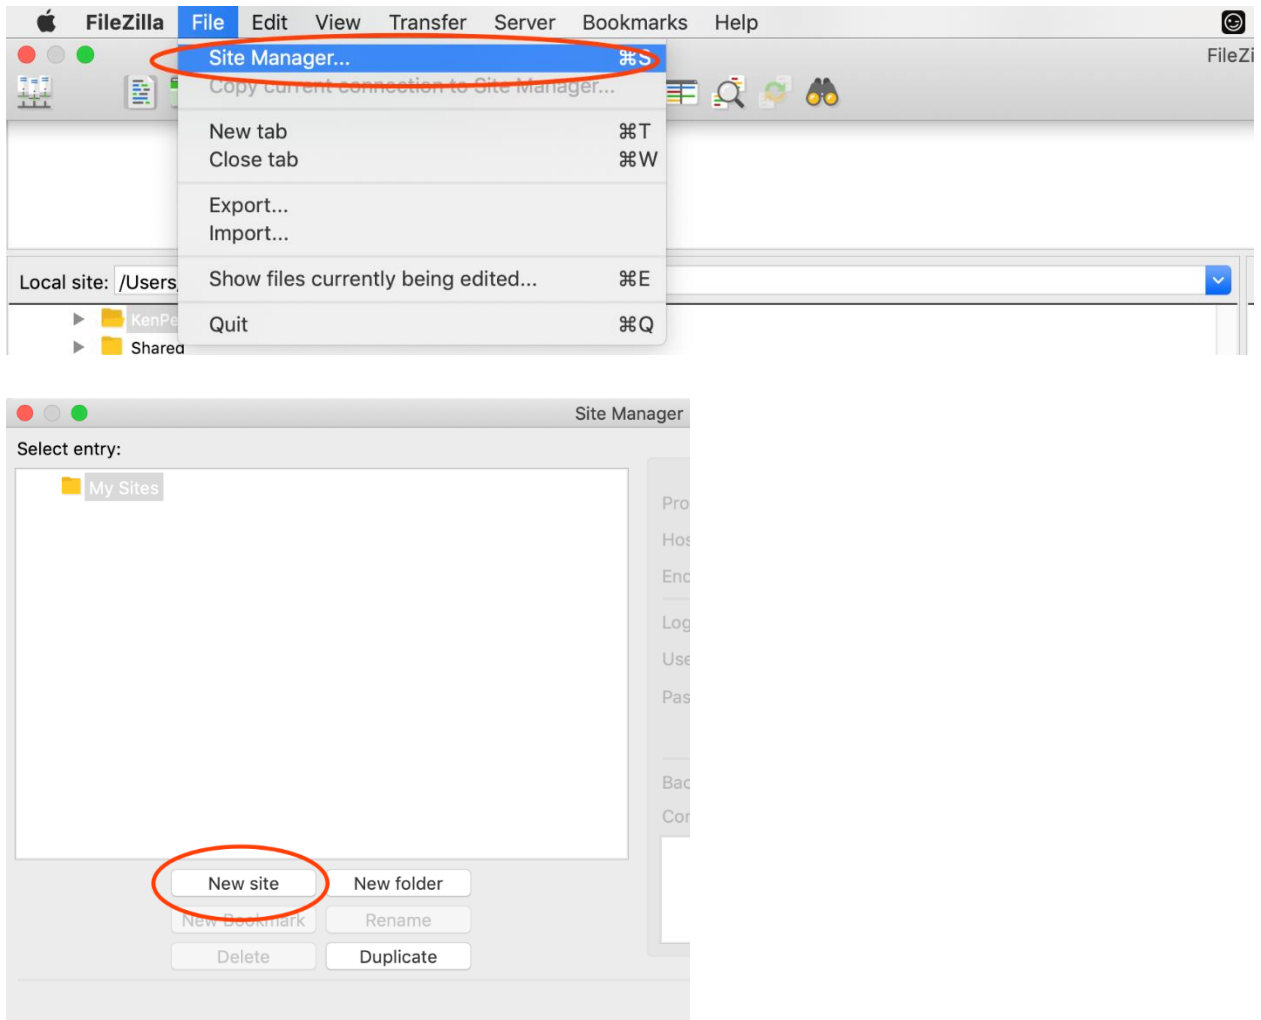 FileZilla File Edit View Transfer Server Bookmarks Help
FileZi
Site Manager... ⌘S
Copy current connection to Site Manager...
New tab ⌘T
Close tab ⌘W
Export...
Import...
Show files currently being edited... ⌘E
Quit ⌘Q
Local site: /Users
KenPe
Shared
Site Manager
Select entry:
My Sites
Pro
Hos
Enc
Log
Use
Pas
Bac
Cor
New site New folder
New Bookmark Rename
Delete Duplicate